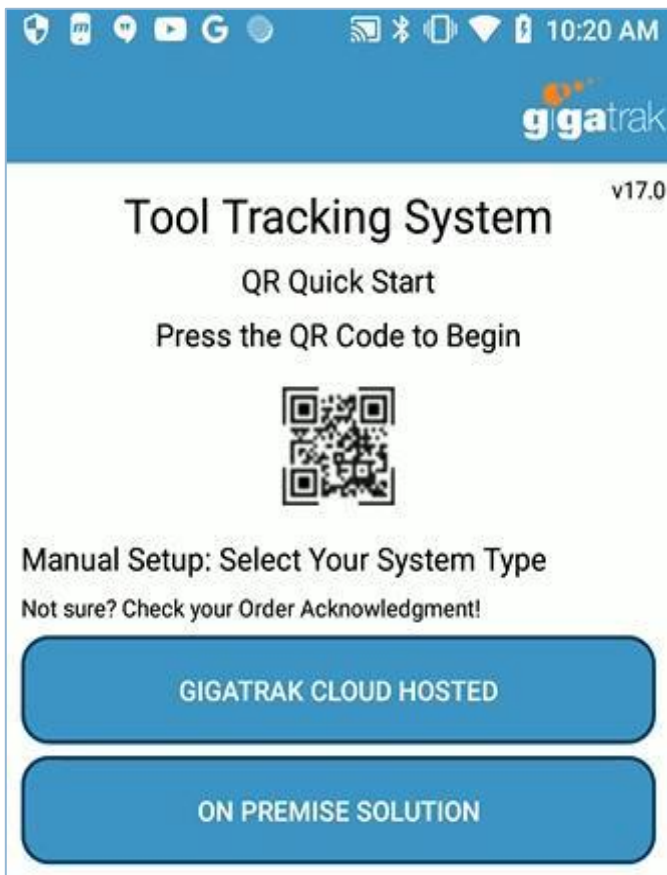 10:20 AM
gigatrak
v17.0
Tool Tracking System
QR Quick Start
Press the QR Code to Begin
Manual Setup: Select Your System Type
Not sure? Check your Order Acknowledgment!
GIGATRAK CLOUD HOSTED
ON PREMISE SOLUTION